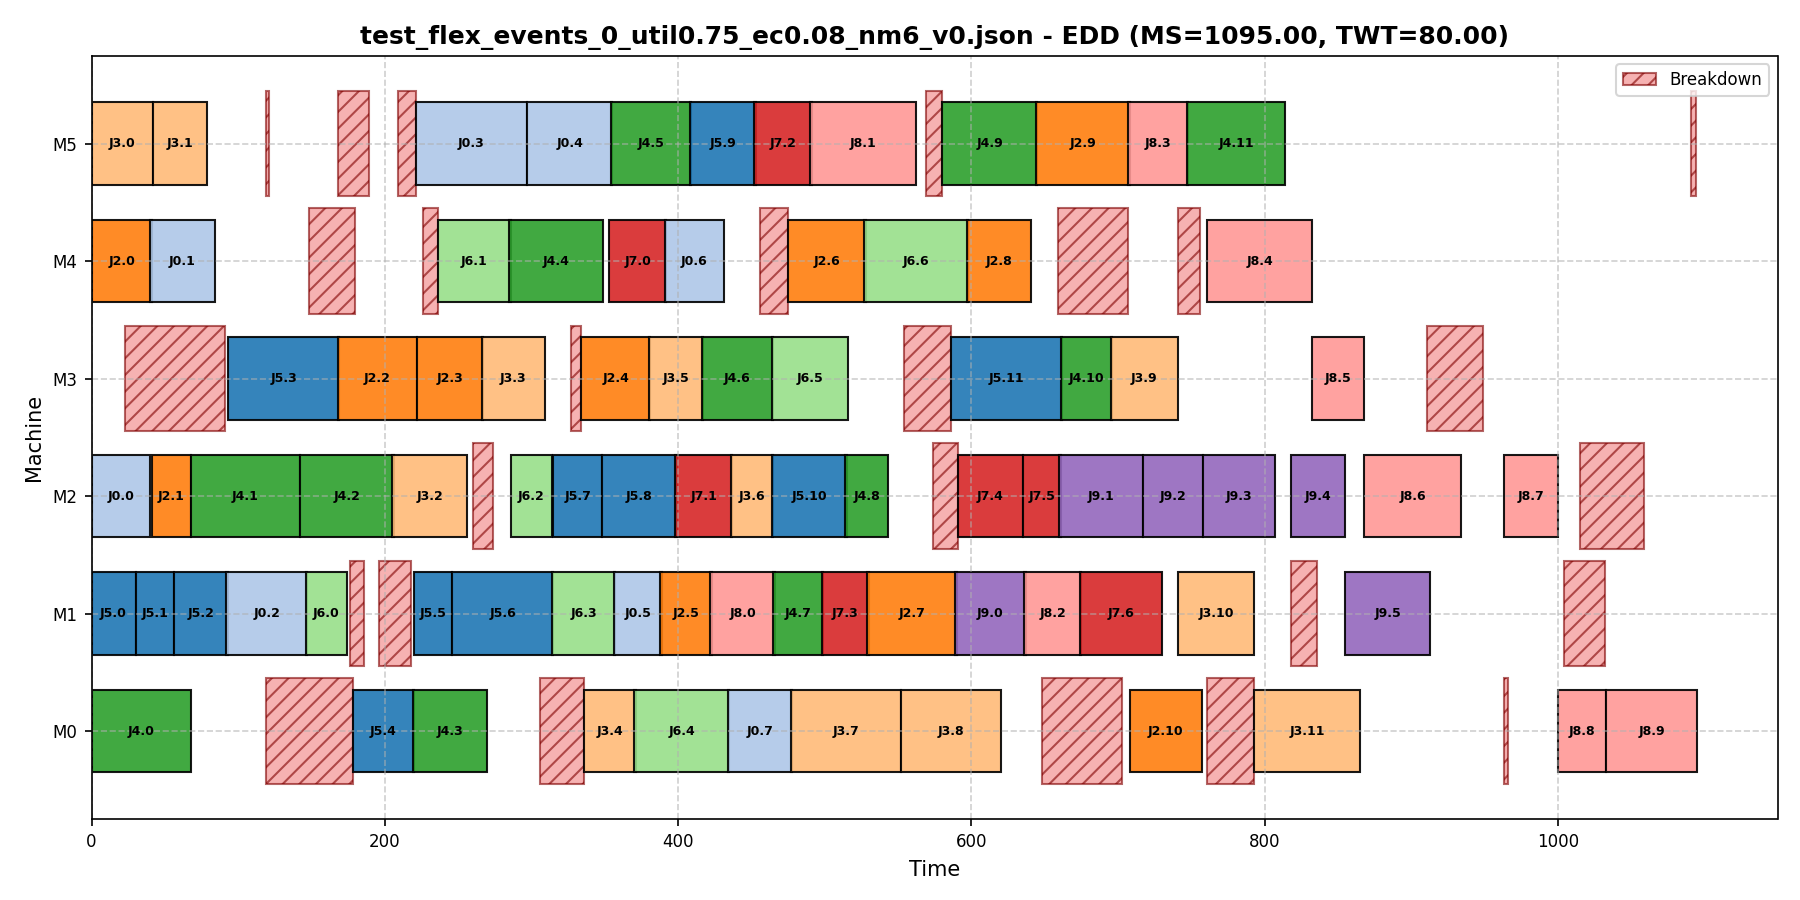 test_flex_events_0_util0.75_ec0.08_nm6_v0.json - EDD (MS=1095.00, TWT=80.00)
Breakdown
M5 J3.0 J3.1 J0.3 J0.4 J4.5 J5.9 J7.2 J8.1 J4.9 J2.9 J8.3 J4.11
M4 J2.0 J0.1 J6.1 J4.4 J7.0 J0.6 J2.6 J6.6 J2.8 J8.4
M3 J5.3 J2.2 J2.3 J3.3 J2.4 J3.5 J4.6 J6.5 J5.11 J4.10 J3.9 J8.5
M2 J0.0 J2.1 J4.1 J4.2 J3.2 J6.2 J5.7 J5.8 J7.1 J3.6 J5.10 J4.8 J7.4 J7.5 J9.1 J9.2 J9.3 J9.4 J8.6 J8.7
M1 J5.0 J5.1 J5.2 J0.2 J6.0 J5.5 J5.6 J6.3 J0.5 J2.5 J8.0 J4.7 J7.3 J2.7 J9.0 J8.2 J7.6 J3.10 J9.5
M0 J4.0 J5.4 J4.3 J3.4 J6.4 J0.7 J3.7 J3.8 J2.10 J3.11 J8.8 J8.9
Machine
0 200 400 600 800 1000
Time